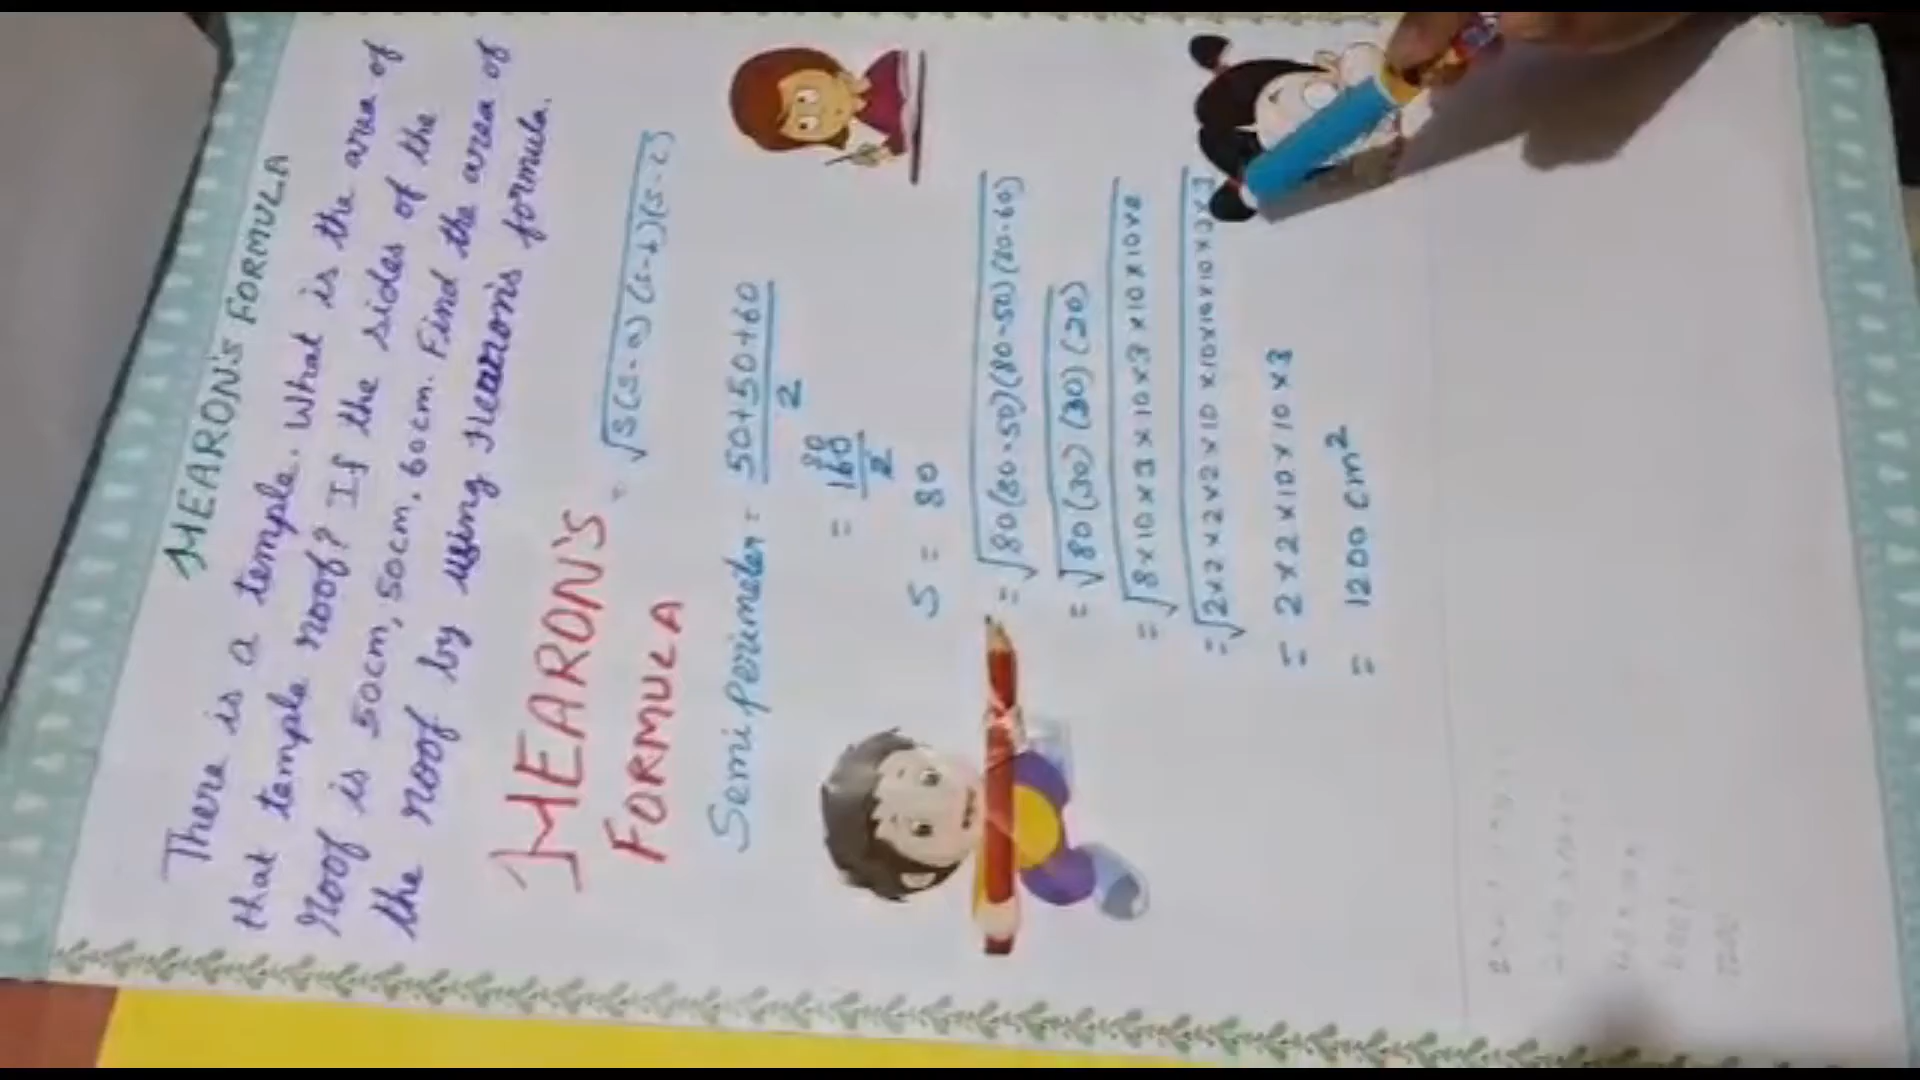 HEARON'S FORMULA
There is a temple. What is the area of
that temple roof? If the sides of the
roof is 50cm, 50cm, 60cm. Find the area of
the roof by using Hearon's formula.
HEARON'S
FORMULA
= √S(S-a)(S-b)(S-c)
Semi perimeter = 50+50+60
2
80
= 160
2
S = 80
= √80(80-50)(80-50)(80-60)
= √80(30)(30)(20)
= √8×10×3×10×3×10×10×2
= √2×2×2×2×10×10×10×10×3×3
= 2×2×10×10×3
= 1200 cm²